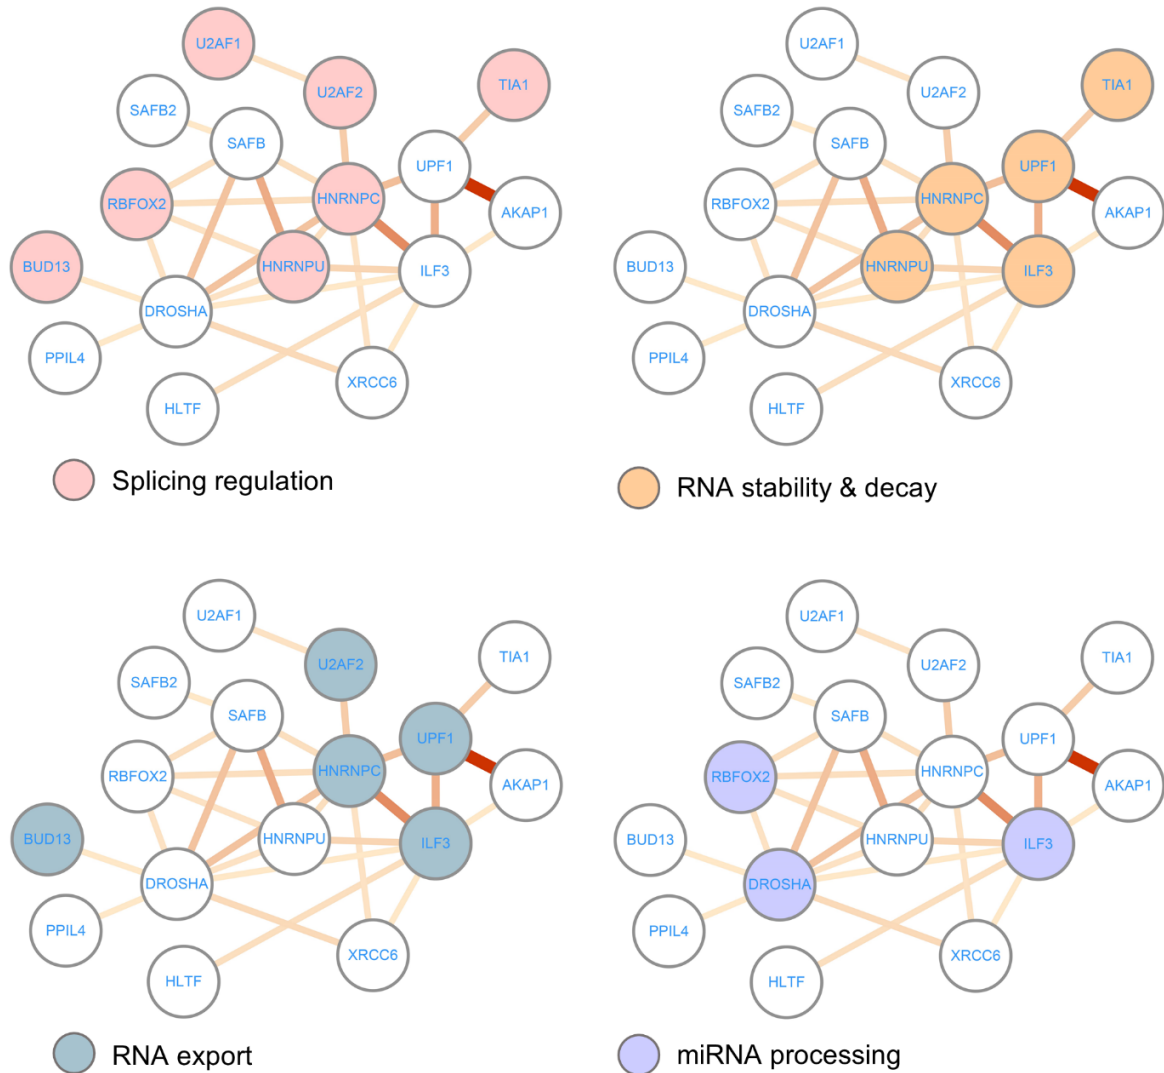 U2AF1
U2AF2
TIA1
SAFB2
SAFB
UPF1
RBFOX2
HNRNPC
AKAP1
BUD13
HNRNPU
ILF3
DROSHA
PPIL4
XRCC6
HLTF
Splicing regulation
U2AF1
U2AF2
TIA1
SAFB2
SAFB
UPF1
RBFOX2
HNRNPC
AKAP1
BUD13
HNRNPU
ILF3
DROSHA
PPIL4
XRCC6
HLTF
RNA stability & decay
U2AF1
U2AF2
TIA1
SAFB2
SAFB
UPF1
RBFOX2
HNRNPC
AKAP1
BUD13
HNRNPU
ILF3
DROSHA
PPIL4
XRCC6
HLTF
RNA export
U2AF1
U2AF2
TIA1
SAFB2
SAFB
UPF1
RBFOX2
HNRNPC
AKAP1
BUD13
HNRNPU
ILF3
DROSHA
PPIL4
XRCC6
HLTF
miRNA processing